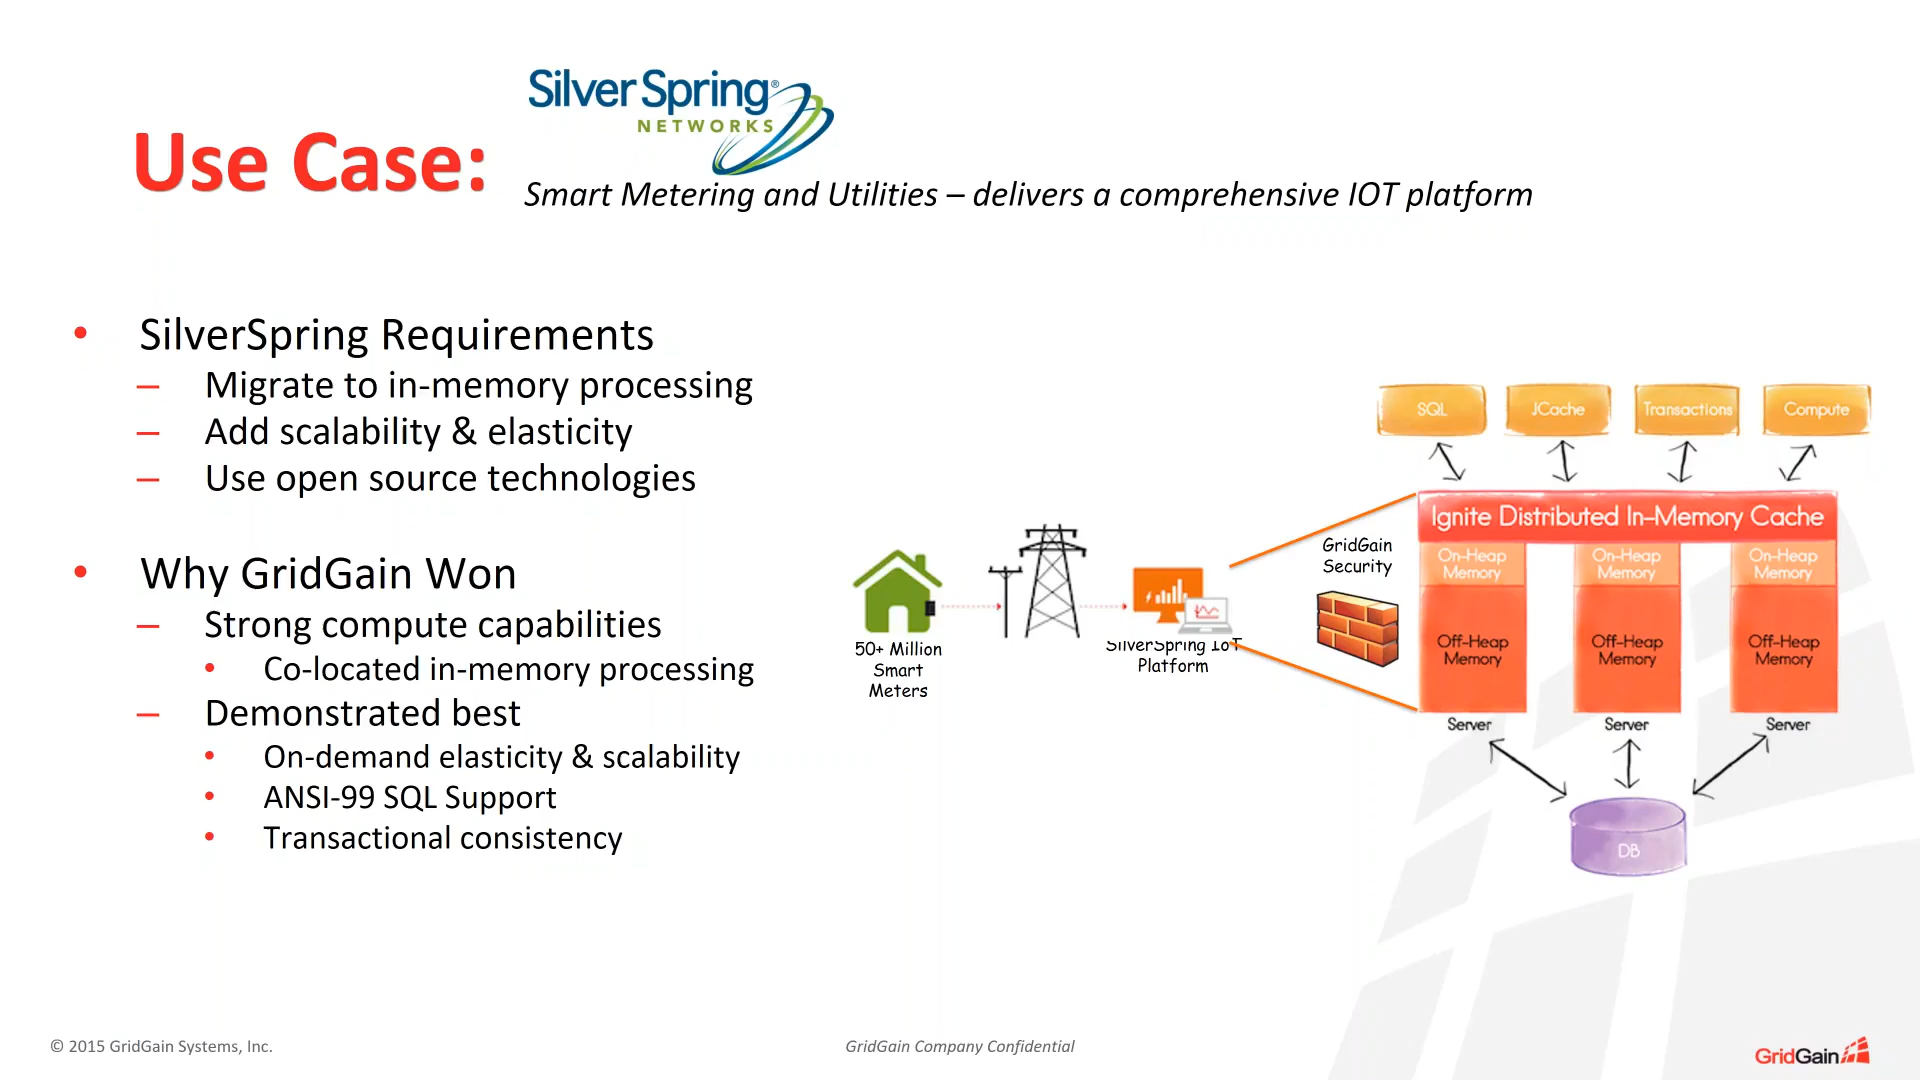 Silver Spring®
NETWORKS
Use Case:
Smart Metering and Utilities – delivers a comprehensive IOT platform
• SilverSpring Requirements
– Migrate to in-memory processing
– Add scalability & elasticity
– Use open source technologies
• Why GridGain Won
– Strong compute capabilities
• Co-located in-memory processing
– Demonstrated best
• On-demand elasticity & scalability
• ANSI-99 SQL Support
• Transactional consistency
50+ Million
Smart
Meters
SilverSpring IoT
Platform
GridGain
Security
SQL
JCache
Transactions
Compute
Ignite Distributed In-Memory Cache
On-Heap
Memory
On-Heap
Memory
On-Heap
Memory
Off-Heap
Memory
Off-Heap
Memory
Off-Heap
Memory
Server
Server
Server
DB
© 2015 GridGain Systems, Inc.
GridGain Company Confidential
GridGain